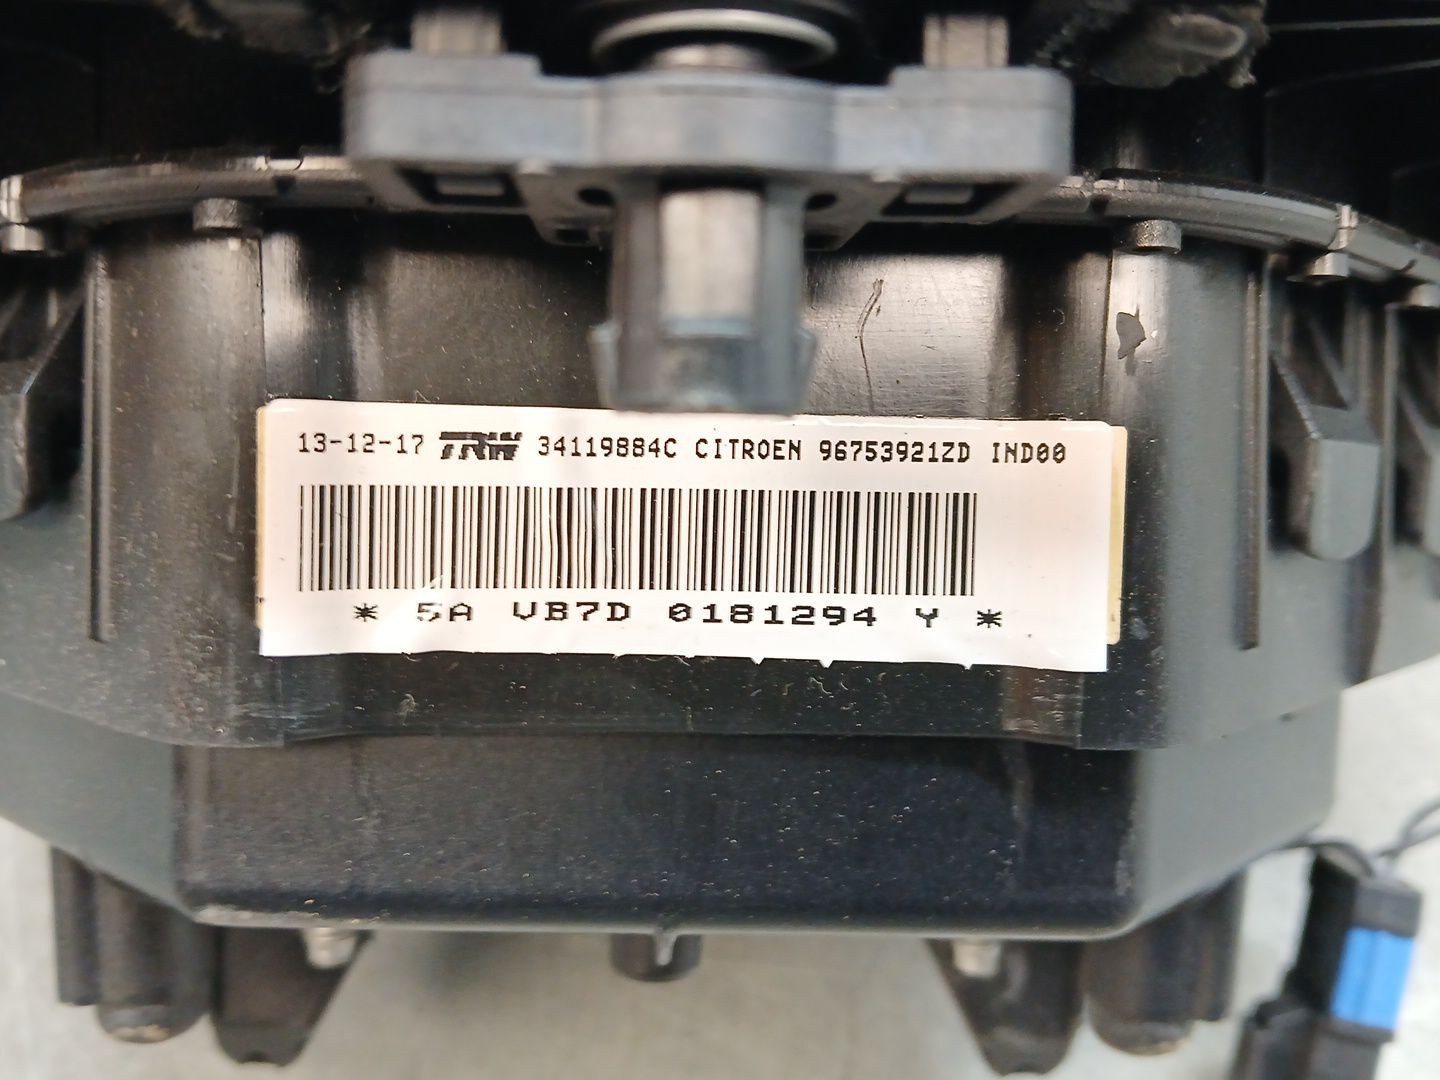 13-12-17 TRW 34119884C CITROEN 96753921ZD IND00
* 5A VB7D 0181294 Y *